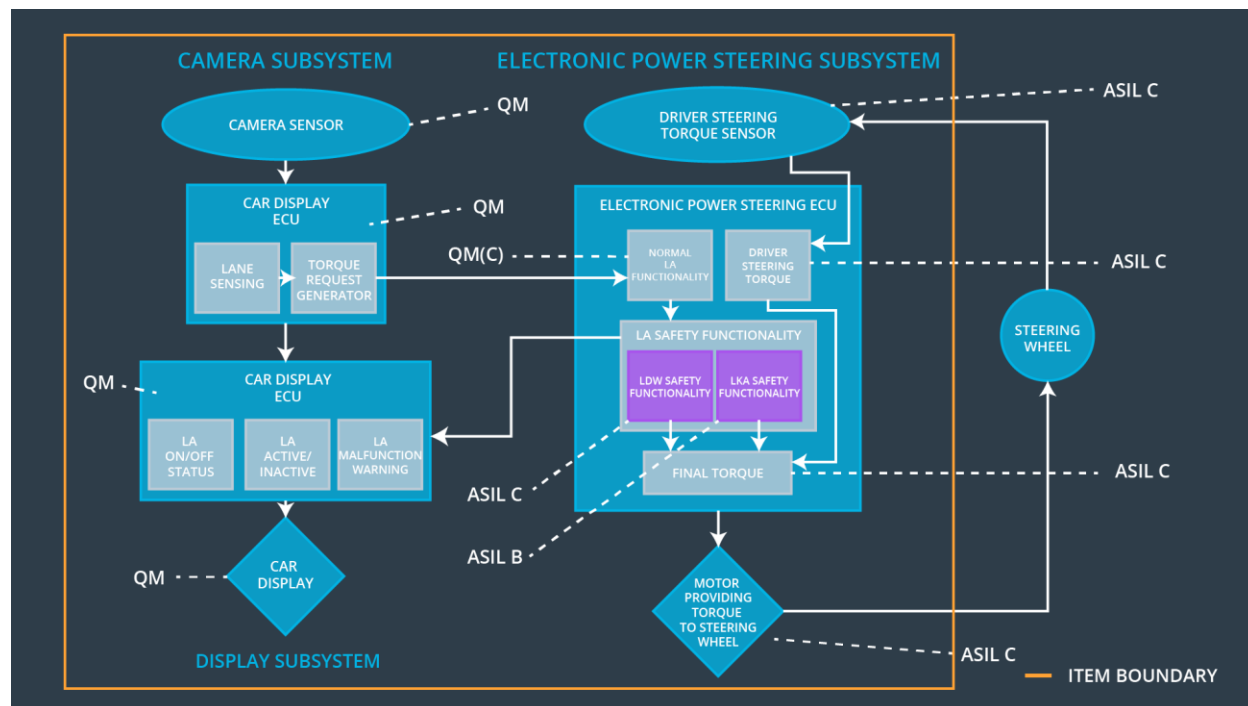 CAMERA SUBSYSTEM
ELECTRONIC POWER STEERING SUBSYSTEM
CAMERA SENSOR
QM
DRIVER STEERING
TORQUE SENSOR
ASIL C
CAR DISPLAY
ECU
QM
LANE
SENSING
TORQUE
REQUEST
GENERATOR
ELECTRONIC POWER STEERING ECU
QM(C)
NORMAL
LA
FUNCTIONALITY
DRIVER
STEERING
TORQUE
ASIL C
LA SAFETY FUNCTIONALITY
LDW SAFETY
FUNCTIONALITY
LKA SAFETY
FUNCTIONALITY
STEERING
WHEEL
CAR DISPLAY
ECU
QM
LA
ON/OFF
STATUS
LA
ACTIVE/
INACTIVE
LA
MALFUNCTION
WARNING
FINAL TORQUE
ASIL C
ASIL C
ASIL B
CAR
DISPLAY
QM
MOTOR
PROVIDING
TORQUE
TO STEERING
WHEEL
ASIL C
DISPLAY SUBSYSTEM
ITEM BOUNDARY